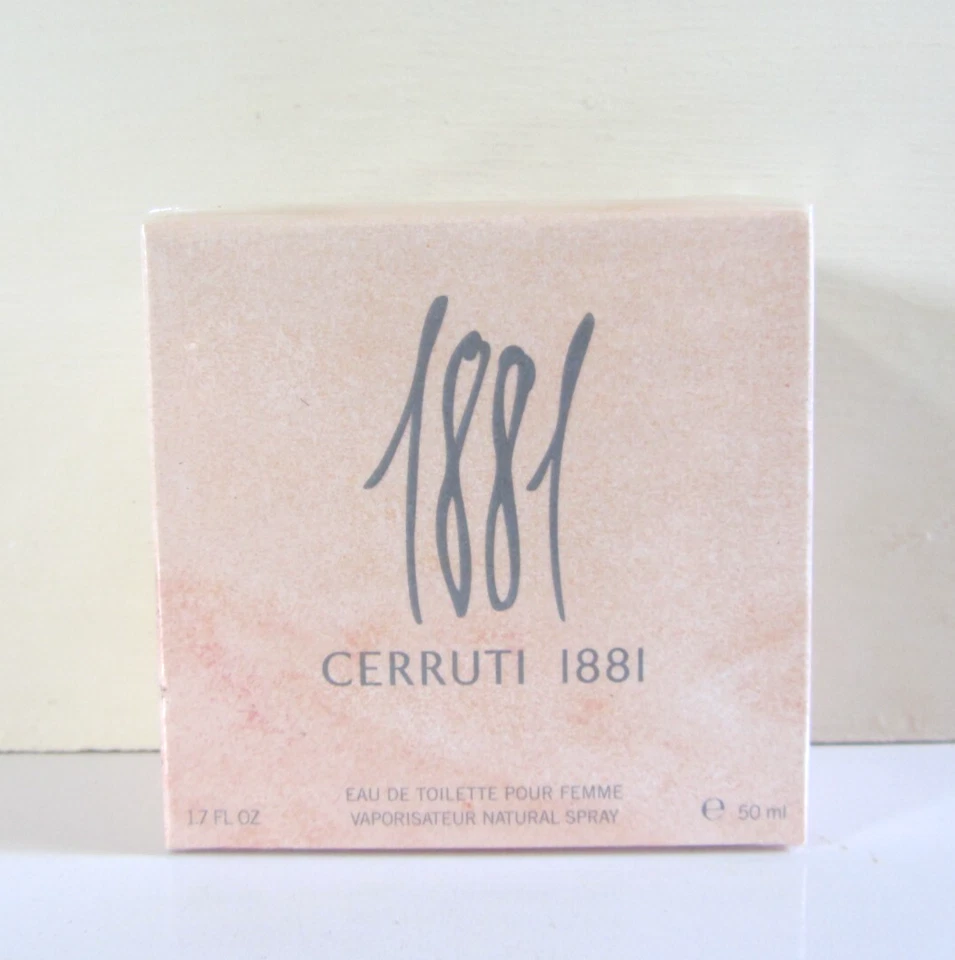 1881
CERRUTI 1881
EAU DE TOILETTE POUR FEMME
1.7 FL OZ VAPORISATEUR NATURAL SPRAY ℮ 50 ml